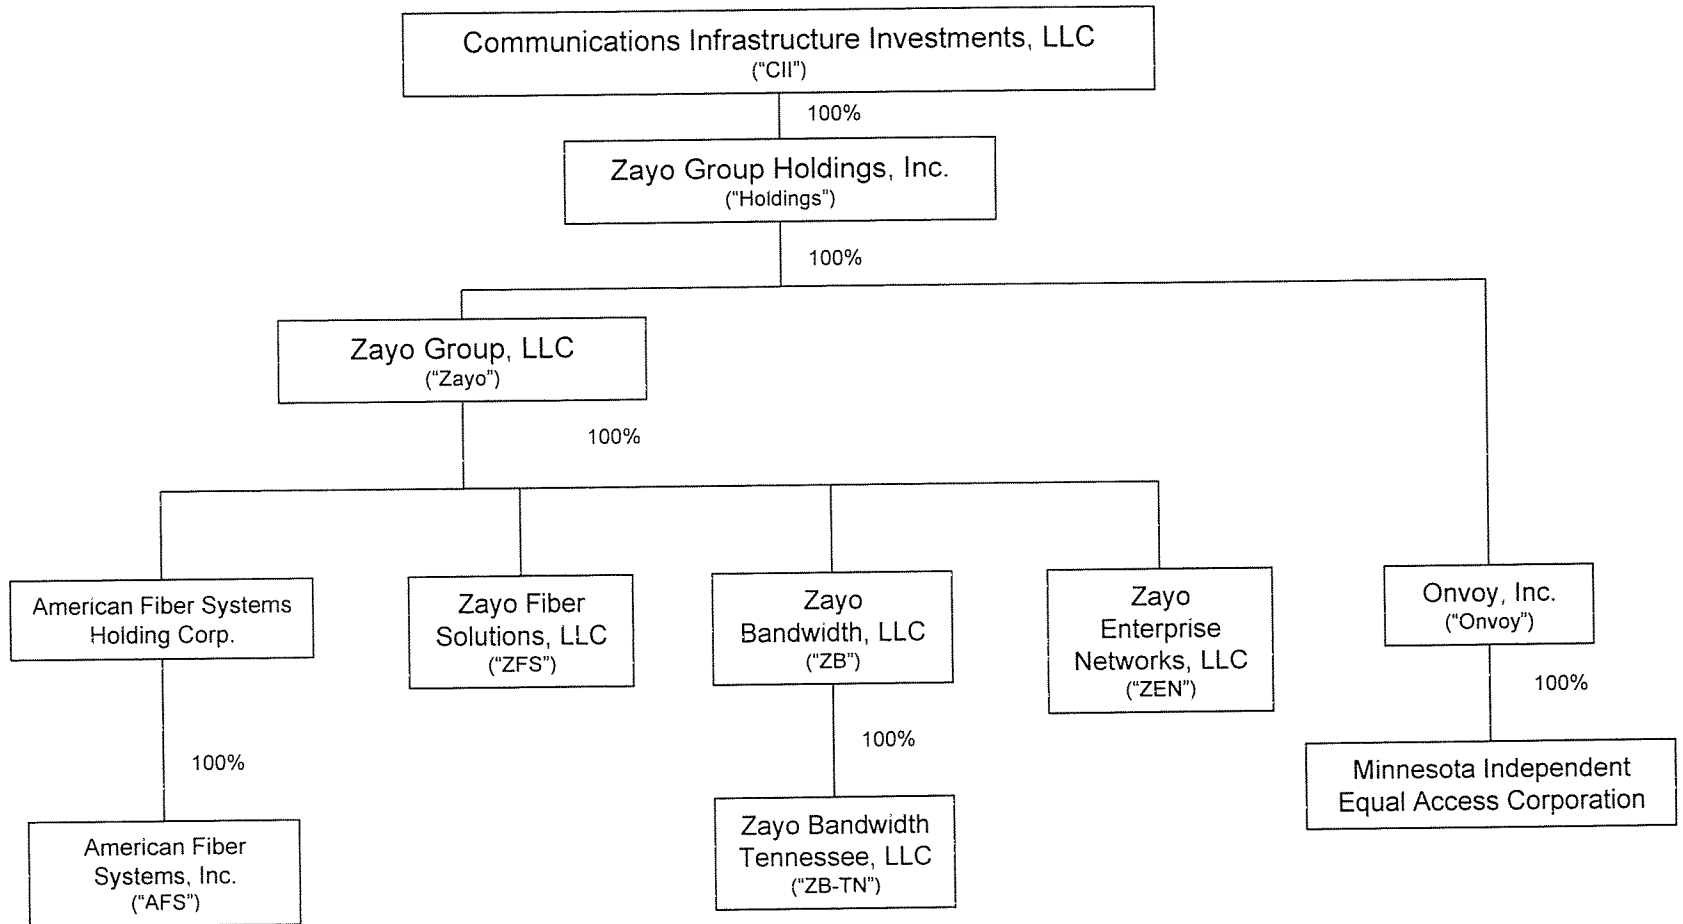 Communications Infrastructure Investments, LLC
("CII")
100%
Zayo Group Holdings, Inc.
("Holdings")
100%
Zayo Group, LLC
("Zayo")
100%
American Fiber Systems
Holding Corp.
Zayo Fiber
Solutions, LLC
("ZFS")
Zayo
Bandwidth, LLC
("ZB")
Zayo
Enterprise
Networks, LLC
("ZEN")
Onvoy, Inc.
("Onvoy")
100%
100%
100%
American Fiber
Systems, Inc.
("AFS")
Zayo Bandwidth
Tennessee, LLC
("ZB-TN")
Minnesota Independent
Equal Access Corporation